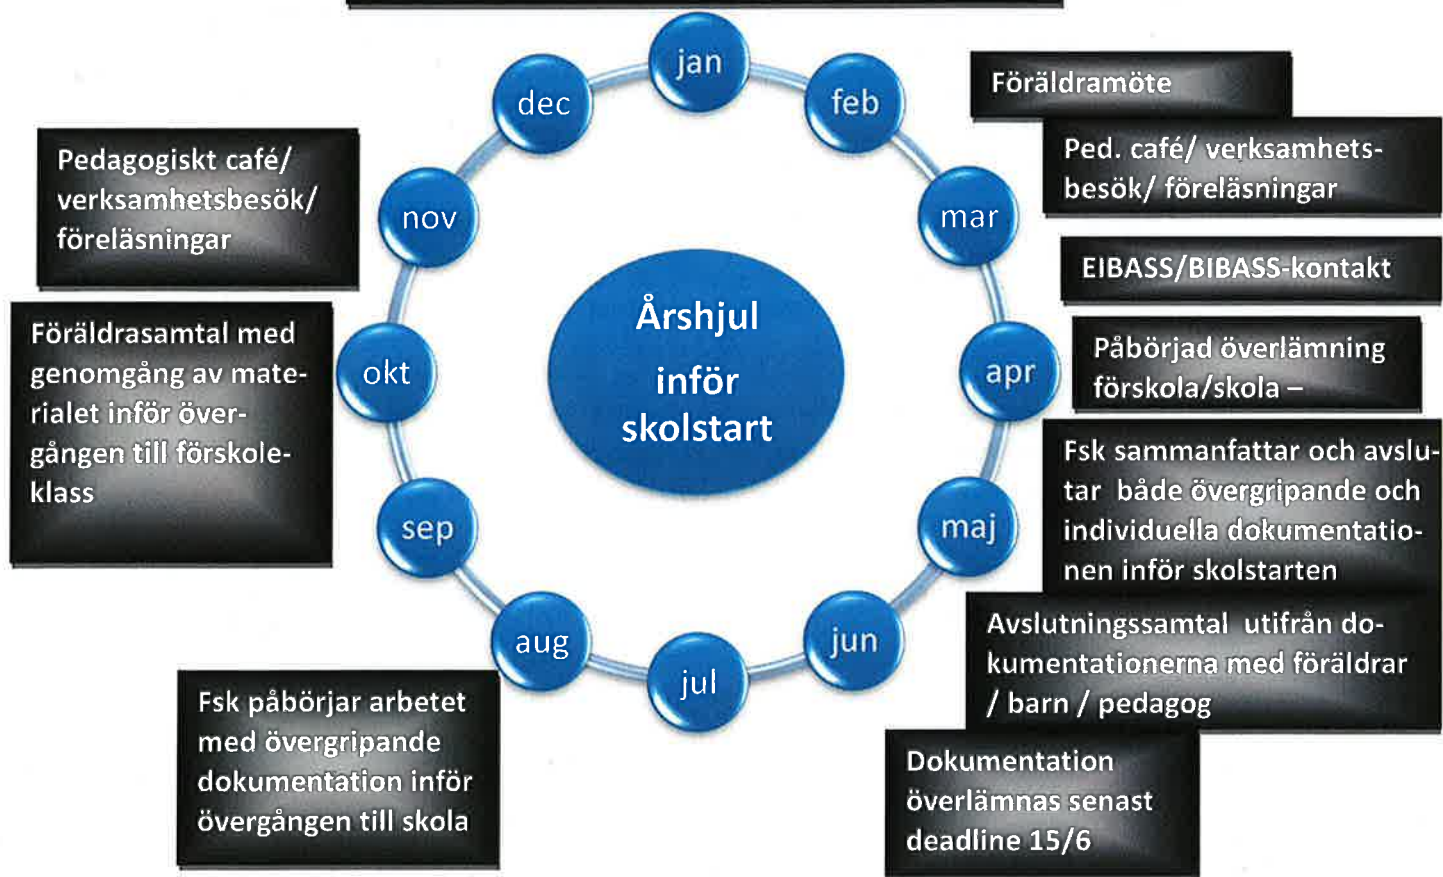 jan
feb
mar
apr
maj
jun
jul
aug
sep
okt
nov
dec
Årshjul
inför
skolstart
Föräldramöte
Ped. café/ verksamhets-
besök/ föreläsningar
EIBASS/BIBASS-kontakt
Påbörjad överlämning
förskola/skola –
Fsk sammanfattar och avslu-
tar både övergripande och
individuella dokumentatio-
nen inför skolstarten
Avslutningssamtal utifrån do-
kumentationerna med föräldrar
/ barn / pedagog
Dokumentation
överlämnas senast
deadline 15/6
Fsk påbörjar arbetet
med övergripande
dokumentation inför
övergången till skola
Föräldrasamtal med
genomgång av mate-
rialet inför över-
gången till förskole-
klass
Pedagogiskt café/
verksamhetsbesök/
föreläsningar